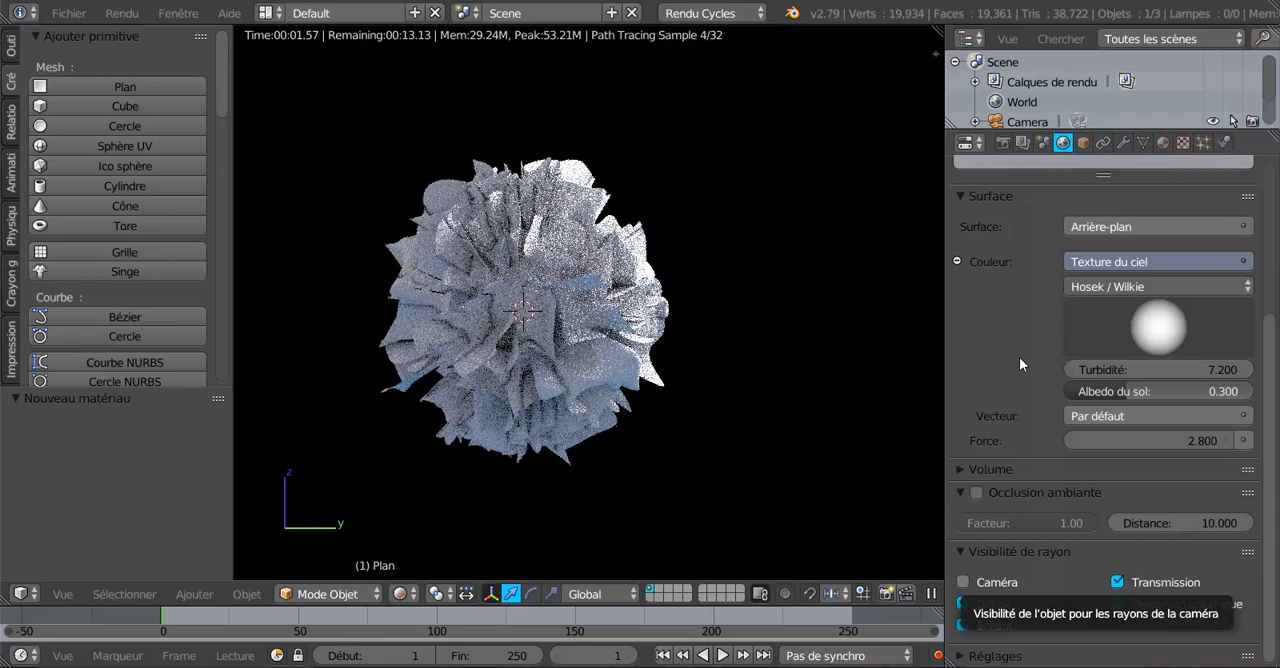 Fichier Rendu Fenêtre Aide Default Scene Rendu Cycles v2.79 | Verts : 19,934 | Faces : 19,361 | Tris : 38,722 | Objets : 1/3 | Lampes : 0/0 | Mem:
Time:00:01.57 | Remaining:00:13.13 | Mem:29.24M, Peak:53.21M | Path Tracing Sample 4/32
Outi
Cré
Relatio
Animati
Physiqu
Crayon g
Impression
Ajouter primitive
Mesh :
Plan
Cube
Cercle
Sphère UV
Ico sphère
Cylindre
Cône
Tore
Grille
Singe
Courbe :
Bézier
Cercle
Courbe NURBS
Cercle NURBS
Nouveau matériau
z
y
(1) Plan
Vue Chercher Toutes les scènes
Scene
Calques de rendu |
World
Camera |
Surface
Surface: Arrière-plan
Couleur: Texture du ciel
Hosek / Wilkie
Turbidité: 7.200
Albedo du sol: 0.300
Vecteur: Par défaut
Force: 2.800
Volume
Occlusion ambiante
Facteur: 1.00 Distance: 10.000
Visibilité de rayon
Caméra Transmission
Visibilité de l'objet pour les rayons de la caméra
Réglages
Vue Sélectionner Ajouter Objet Mode Objet Global
-50 0 50 100 150 200 250
Vue Marqueur Frame Lecture Début: 1 Fin: 250 1 Pas de synchro